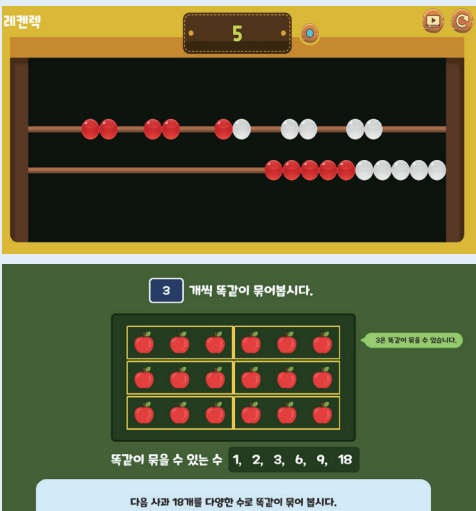 레켄렉
5
3 개씩 똑같이 묶어봅시다.
3은 똑같이 묶을 수 있습니다.
똑같이 묶을 수 있는 수 1, 2, 3, 6, 9, 18
다음 사과 18개를 다양한 수로 똑같이 묶어 봅시다.